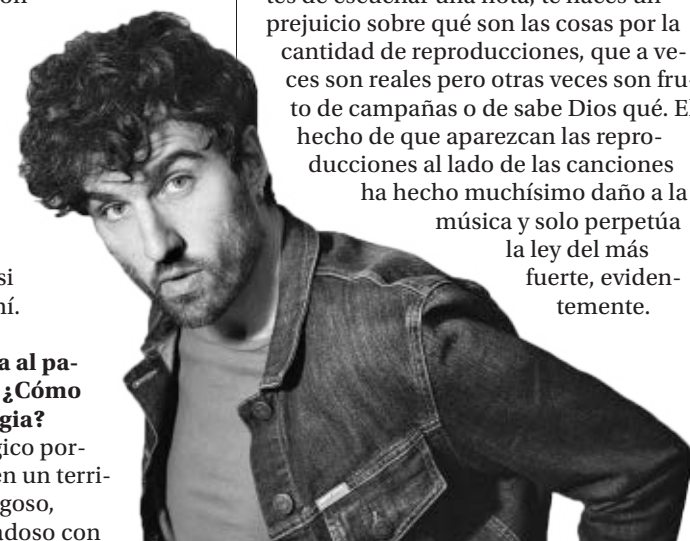 on
si
ní.
a al pa-
¿Cómo
gia?
gico por-
en un terri-
goso,
adoso con
tes de escuchar una nota, te haces un
prejuicio sobre qué son las cosas por la
cantidad de reproducciones, que a ve-
ces son reales pero otras veces son fru-
to de campañas o de sabe Dios qué. El
hecho de que aparezcan las repro-
ducciones al lado de las canciones
ha hecho muchísimo daño a la
música y solo perpetúa
la ley del más
fuerte, eviden-
temente.